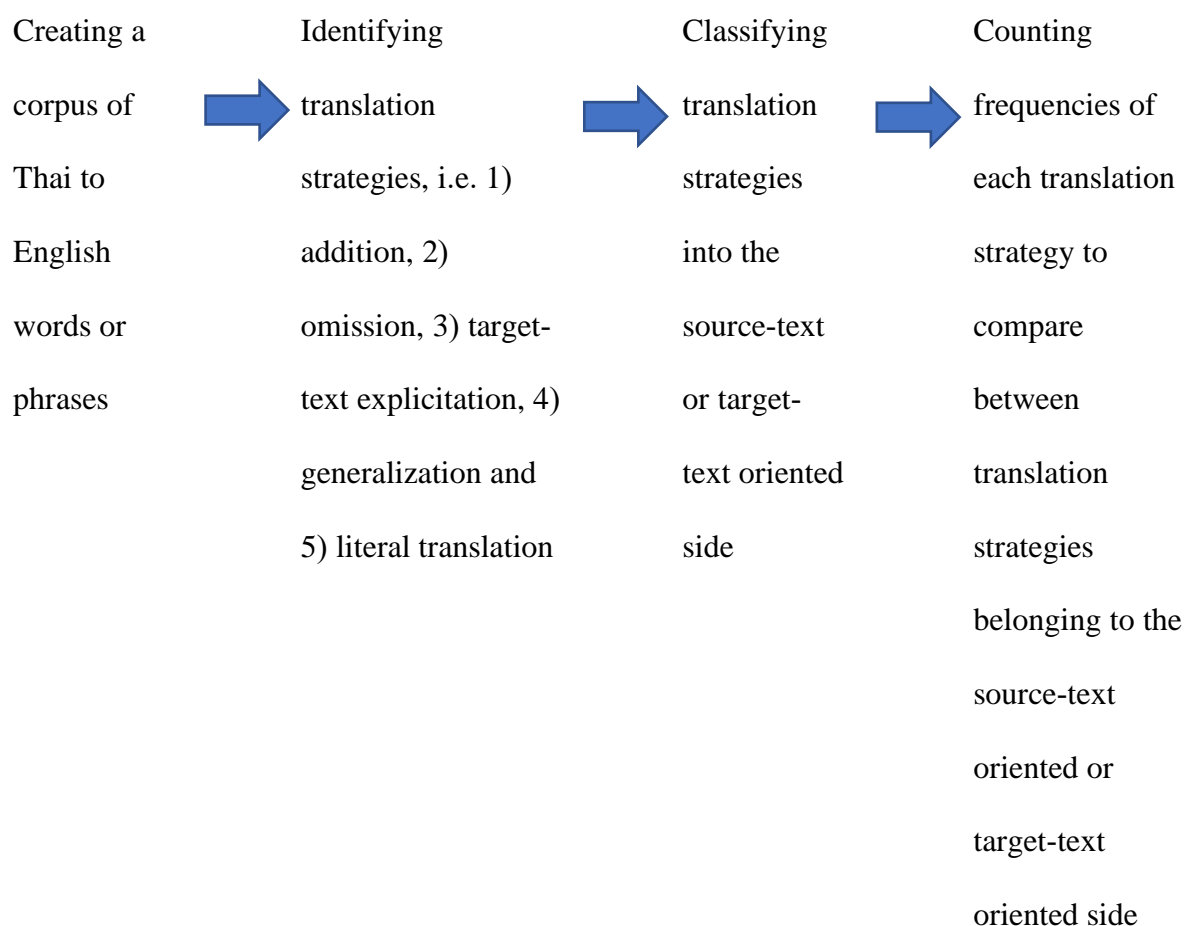 Creating a
corpus of
Thai to
English
words or
phrases
Identifying
translation
strategies, i.e. 1)
addition, 2)
omission, 3) target-
text explicitation, 4)
generalization and
5) literal translation
Classifying
translation
strategies
into the
source-text
or target-
text oriented
side
Counting
frequencies of
each translation
strategy to
compare
between
translation
strategies
belonging to the
source-text
oriented or
target-text
oriented side